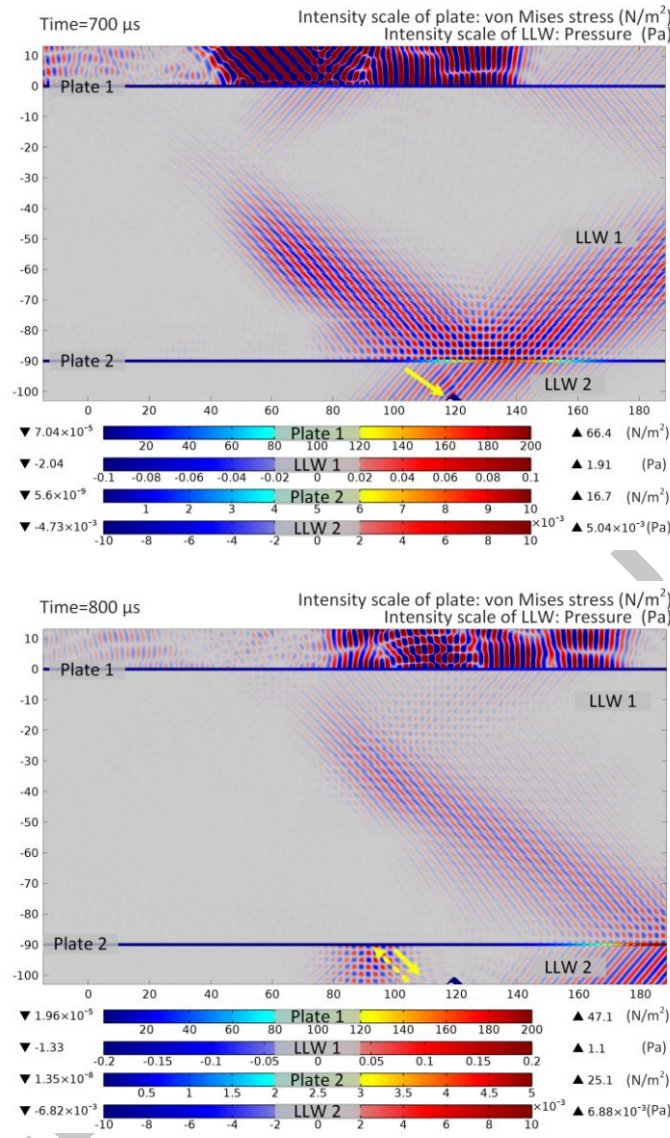 Time=700 µs
Intensity scale of plate: von Mises stress (N/m²)
Intensity scale of LLW: Pressure (Pa)
10
Plate 1
0
-10
-20
-30
-40
LLW 1
-50
-60
-70
-80
Plate 2
-90
LLW 2
-100
0 20 40 60 80 100 120 140 160 180
▼ 7.04×10⁻⁵ Plate 1 ▲ 66.4 (N/m²)
20 40 60 80 100 120 140 160 180 200
▼ -2.04 LLW 1 ▲ 1.91 (Pa)
-0.1 -0.08 -0.06 -0.04 -0.02 0 0.02 0.04 0.06 0.08 0.1
▼ 5.6×10⁻⁹ Plate 2 ▲ 16.7 (N/m²)
1 2 3 4 5 6 7 8 9 10
▼ -4.73×10⁻³ LLW 2 ×10⁻³ ▲ 5.04×10⁻³ (Pa)
-10 -8 -6 -4 -2 0 2 4 6 8 10
Time=800 µs
Intensity scale of plate: von Mises stress (N/m²)
Intensity scale of LLW: Pressure (Pa)
10
Plate 1
0
LLW 1
-10
-20
-30
-40
-50
-60
-70
-80
Plate 2
-90
LLW 2
-100
0 20 40 60 80 100 120 140 160 180
▼ 1.96×10⁻⁵ Plate 1 ▲ 47.1 (N/m²)
20 40 60 80 100 120 140 160 180 200
▼ -1.33 LLW 1 ▲ 1.1 (Pa)
-0.2 -0.15 -0.1 -0.05 0 0.05 0.1 0.15 0.2
▼ 1.35×10⁻⁸ Plate 2 ▲ 25.1 (N/m²)
0.5 1 1.5 2 2.5 3 3.5 4 4.5 5
▼ -6.82×10⁻³ LLW 2 ×10⁻³ ▲ 6.88×10⁻³ (Pa)
-10 -8 -6 -4 -2 0 2 4 6 8 10